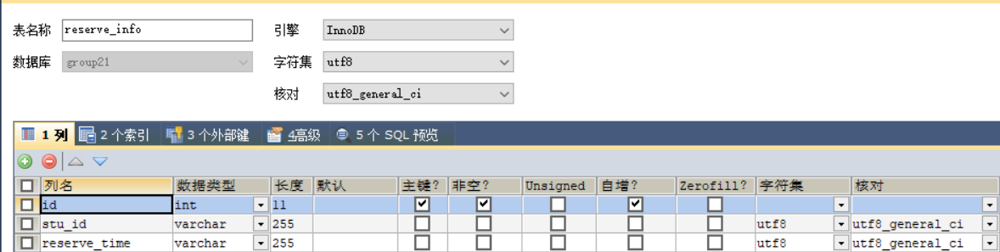 表名称 reserve_info 引擎 InnoDB
数据库 group21 字符集 utf8
核对 utf8_general_ci
1 列 2 个索引 3 个外部键 4高级 5 个 SQL 预览
列名 数据类型 长度 默认 主键? 非空? Unsigned 自增? Zerofill? 字符集 核对
id int 11
stu_id varchar 255 utf8 utf8_general_ci
reserve_time varchar 255 utf8 utf8_general_ci